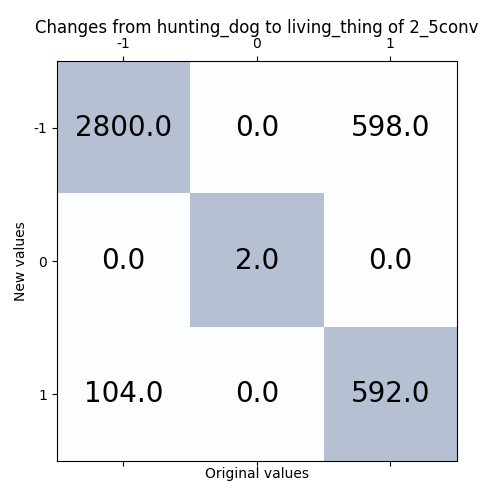 Changes from hunting_dog to living_thing of 2_5conv
-1 0 1
-1 2800.0 0.0 598.0
0 0.0 2.0 0.0
1 104.0 0.0 592.0
New values
Original values